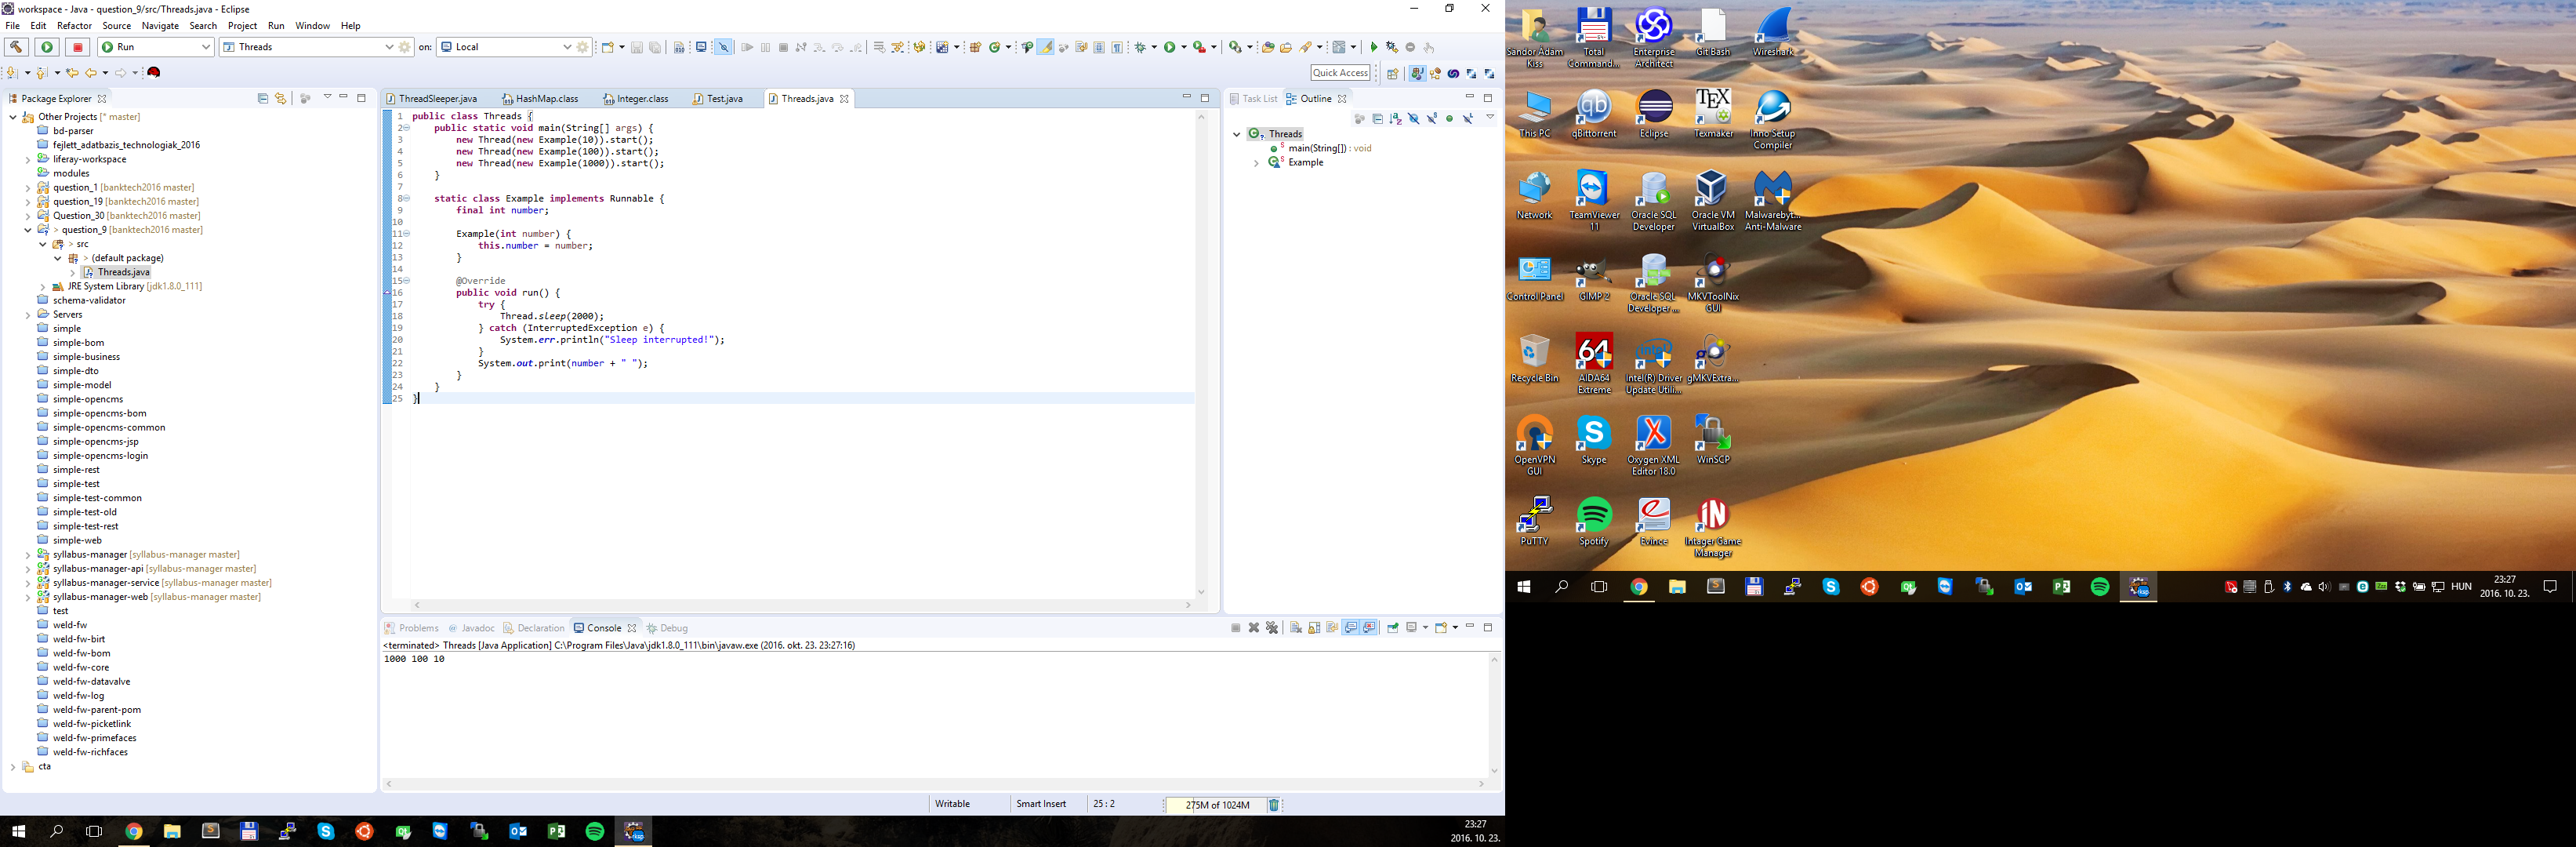 workspace - Java - question_9/src/Threads.java - Eclipse
File Edit Refactor Source Navigate Search Project Run Window Help
Run Threads on: Local
Quick Access
Package Explorer
Other Projects [* master]
bd-parser
fejlett_adatbazis_technologiak_2016
liferay-workspace
modules
question_1 [banktech2016 master]
question_19 [banktech2016 master]
Question_30 [banktech2016 master]
> question_9 [banktech2016 master]
> src
> (default package)
Threads.java
JRE System Library [jdk1.8.0_111]
schema-validator
Servers
simple
simple-bom
simple-business
simple-dto
simple-model
simple-opencms
simple-opencms-bom
simple-opencms-common
simple-opencms-jsp
simple-opencms-login
simple-rest
simple-test
simple-test-common
simple-test-old
simple-test-rest
simple-web
syllabus-manager [syllabus-manager master]
syllabus-manager-api [syllabus-manager master]
syllabus-manager-service [syllabus-manager master]
syllabus-manager-web [syllabus-manager master]
test
weld-fw
weld-fw-birt
weld-fw-bom
weld-fw-core
weld-fw-datavalve
weld-fw-log
weld-fw-parent-pom
weld-fw-picketlink
weld-fw-primefaces
weld-fw-richfaces
cta
ThreadSleeper.java HashMap.class Integer.class Test.java Threads.java
1 public class Threads {
2 public static void main(String[] args) {
3 new Thread(new Example(10)).start();
4 new Thread(new Example(100)).start();
5 new Thread(new Example(1000)).start();
6 }
7
8 static class Example implements Runnable {
9 final int number;
10
11 Example(int number) {
12 this.number = number;
13 }
14
15 @Override
16 public void run() {
17 try {
18 Thread.sleep(2000);
19 } catch (InterruptedException e) {
20 System.err.println("Sleep interrupted!");
21 }
22 System.out.print(number + " ");
23 }
24 }
25 }
Task List Outline
Threads
main(String[]) : void
Example
Problems Javadoc Declaration Console Debug
<terminated> Threads [Java Application] C:\Program Files\Java\jdk1.8.0_111\bin\javaw.exe (2016. okt. 23. 23:27:16)
1000 100 10
Writable Smart Insert 25 : 2 275M of 1024M
23:27
2016. 10. 23.
Sandor Adam Kiss
Total Command...
Enterprise Architect
Git Bash
Wireshark
This PC
qBittorrent
Eclipse
Texmaker
Inno Setup Compiler
Network
TeamViewer 11
Oracle SQL Developer
Oracle VM VirtualBox
Malwareby... Anti-Malware
Control Panel
GIMP 2
Oracle SQL Developer ...
MKVToolNix GUI
Recycle Bin
AIDA64 Extreme
Intel(R) Driver Update Utili...
gMKVExtra...
OpenVPN GUI
Skype
Oxygen XML Editor 18.0
WinSCP
PuTTY
Spotify
Evince
Intager Game Manager
HUN
23:27
2016. 10. 23.